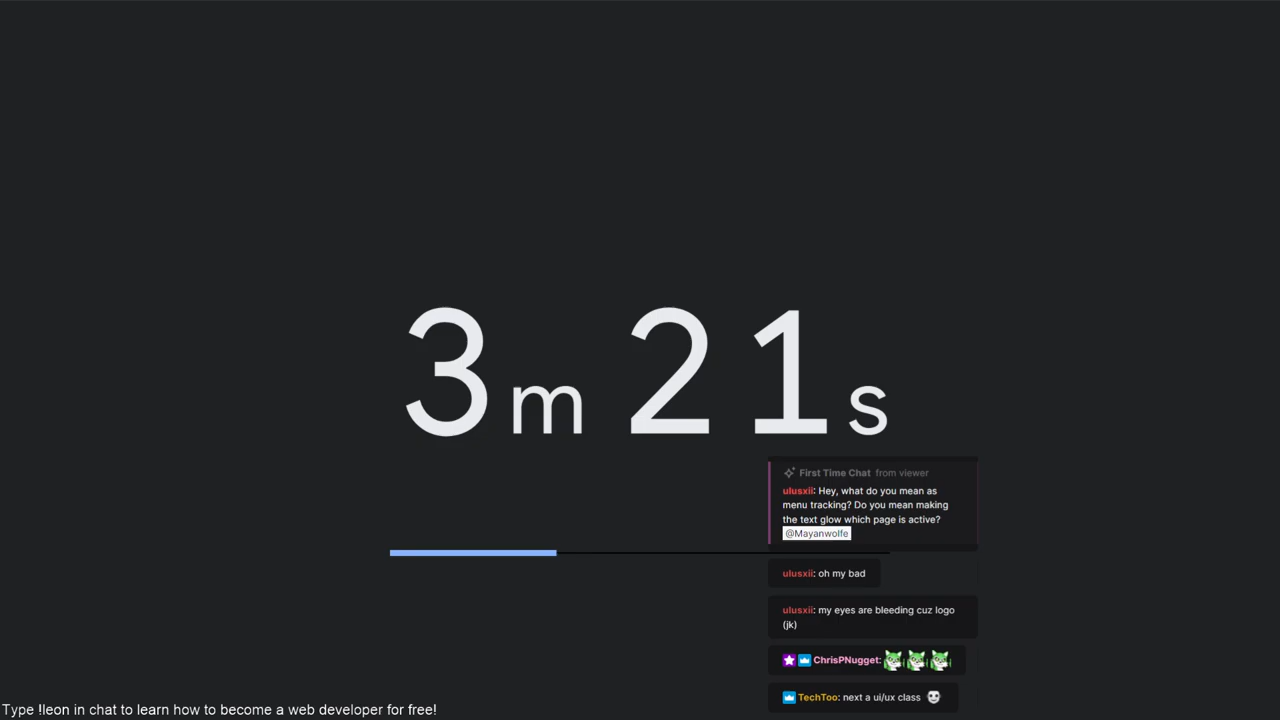 3m 21s
First Time Chat from viewer
ulusxii: Hey, what do you mean as
menu tracking? Do you mean making
the text glow which page is active?
@Mayanwolfe
ulusxii: oh my bad
ulusxii: my eyes are bleeding cuz logo
(jk)
ChrisPNugget:
TechToo: next a ui/ux class
Type !leon in chat to learn how to become a web developer for free!